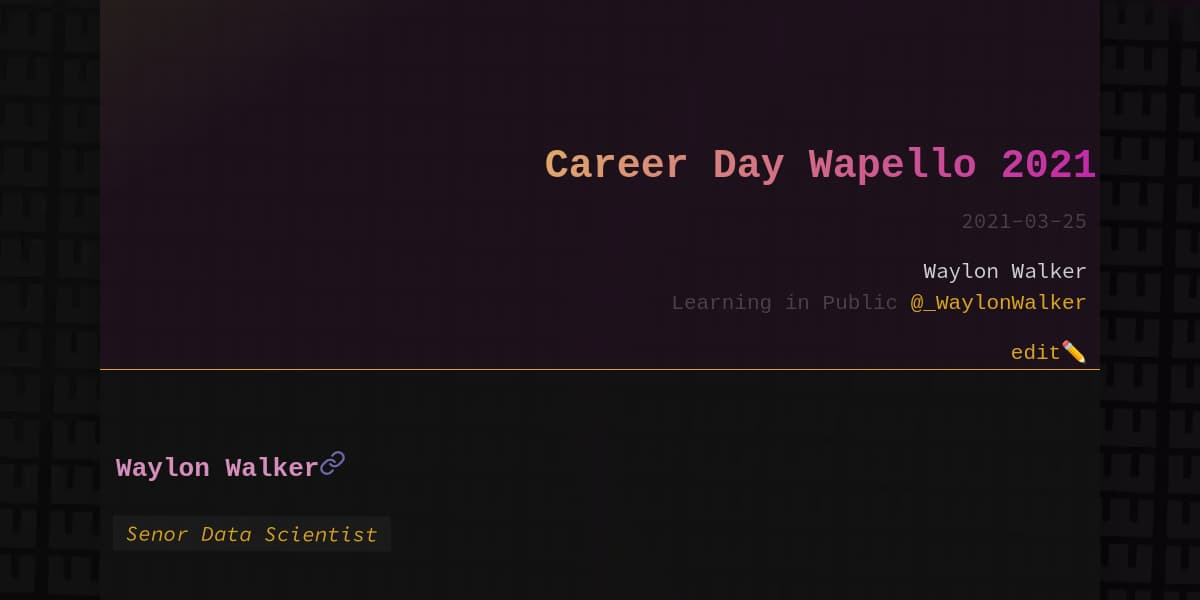 Career Day Wapello 2021
2021-03-25
Waylon Walker
Learning in Public @_WaylonWalker
edit✏️
Waylon Walker
Senor Data Scientist